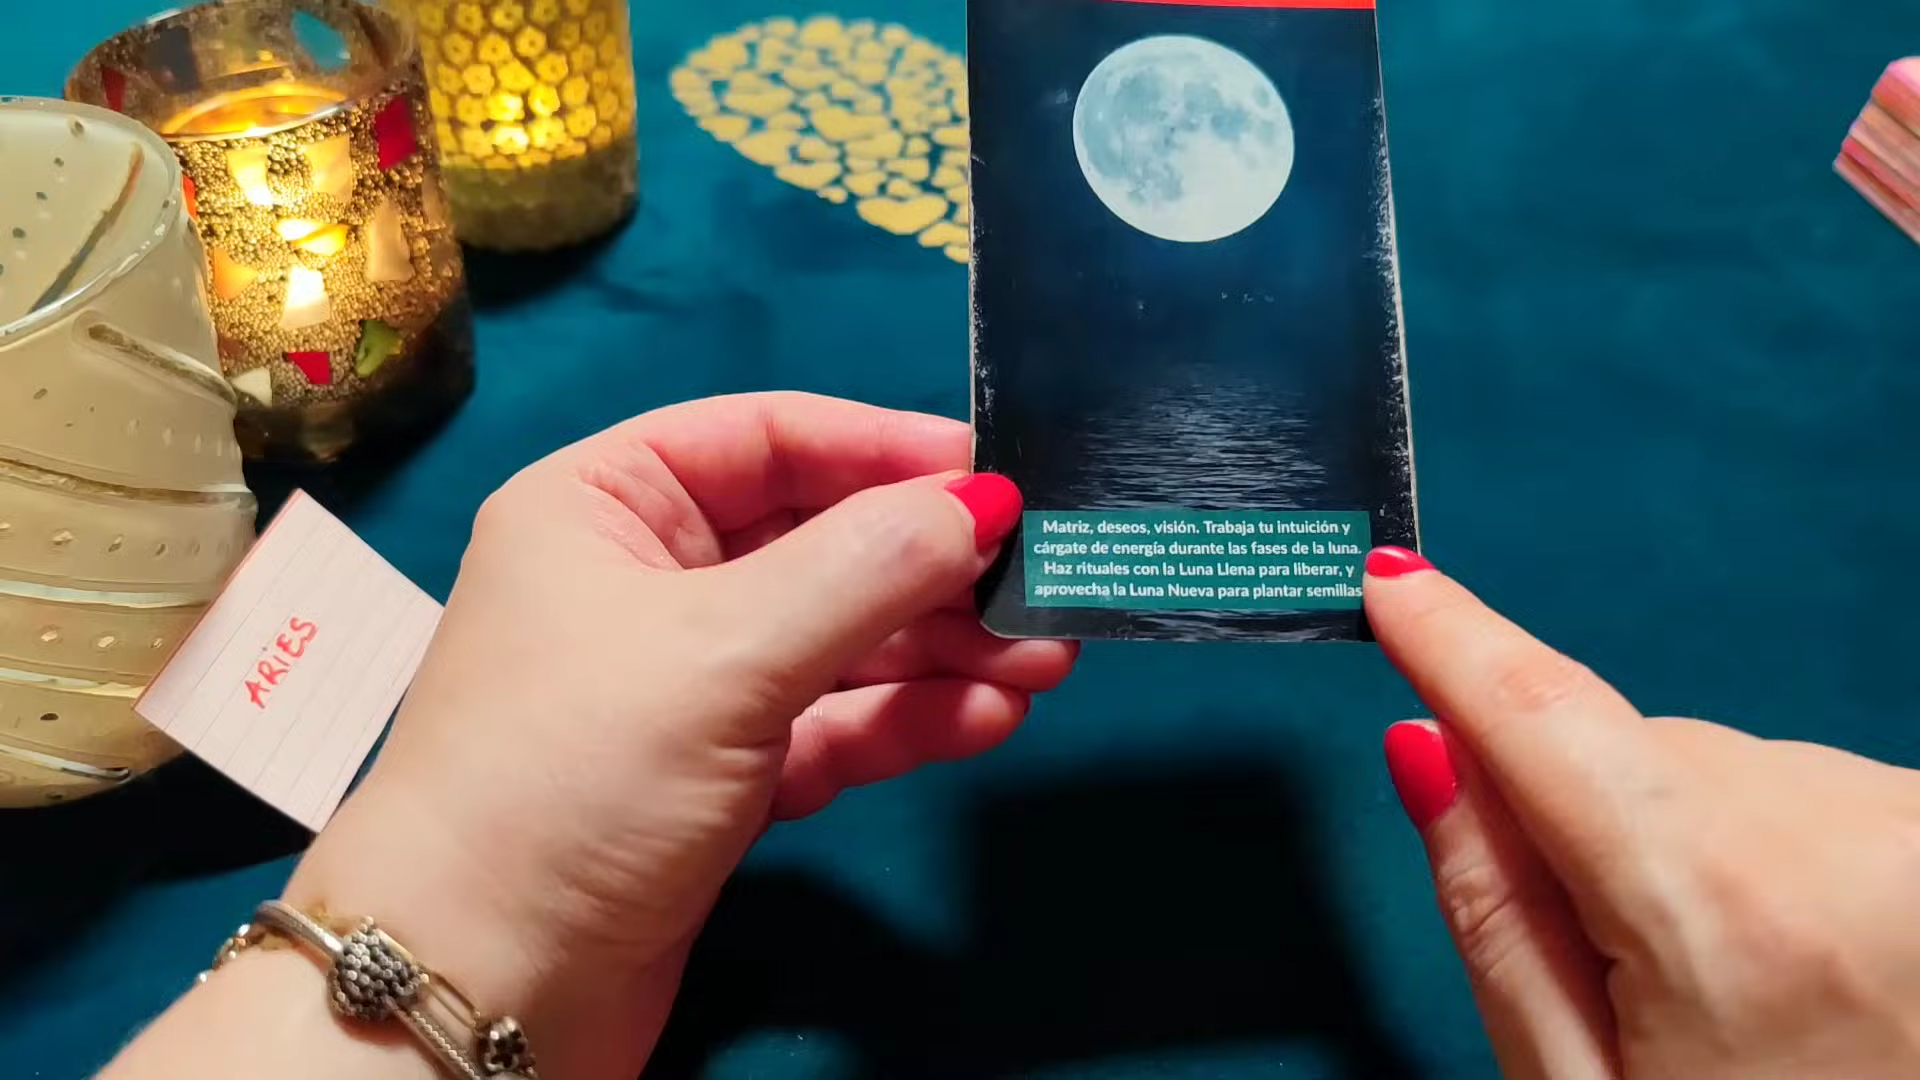 Matriz, deseos, visión. Trabaja tu intuición y
cárgate de energía durante las fases de la luna.
Haz rituales con la Luna Llena para liberar, y
aprovecha la Luna Nueva para plantar semillas
ARiES